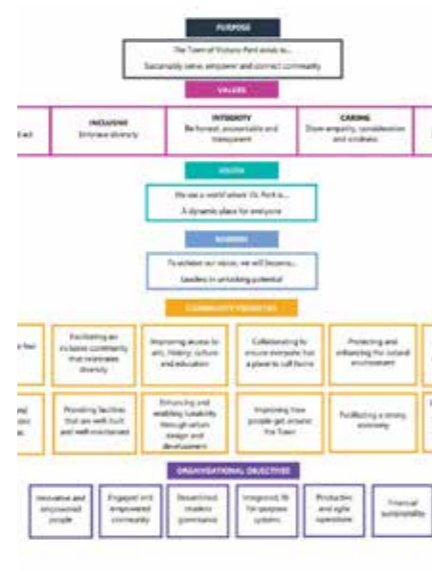 PURPOSE
The Town of Victoria Park exists to...
Sustainably serve, empower and connect community
VALUES
INCLUSIVE
Embrace diversity
INTEGRITY
Be honest, accountable and
transparent
CARING
Show empathy, consideration
and kindness
VISION
We see a world where Vic Park is...
A dynamic place for everyone
MISSION
To achieve our vision, we will become...
Leaders in unlocking potential
COMMUNITY PRIORITIES
Facilitating an
inclusive community
that celebrates
diversity
Improving access to
arts, history, culture
and education
Collaborating to
ensure everyone has
a place to call home
Protecting and
enhancing the natural
environment
Providing facilities
that are well-built
and well-maintained
Enhancing and
enabling liveability
through urban
design and
development
Improving how
people get around
the Town
Facilitating a strong
economy
ORGANISATIONAL OBJECTIVES
Innovative and
empowered
people
Engaged and
empowered
community
Streamlined,
modern
governance
Integrated, fit
for purpose
systems
Productive
and agile
operations
Financial
sustainability